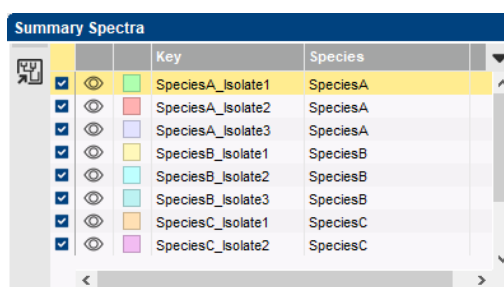 Summary Spectra
Key Species
SpeciesA_Isolate1 SpeciesA
SpeciesA_Isolate2 SpeciesA
SpeciesA_Isolate3 SpeciesA
SpeciesB_Isolate1 SpeciesB
SpeciesB_Isolate2 SpeciesB
SpeciesB_Isolate3 SpeciesB
SpeciesC_Isolate1 SpeciesC
SpeciesC_Isolate2 SpeciesC